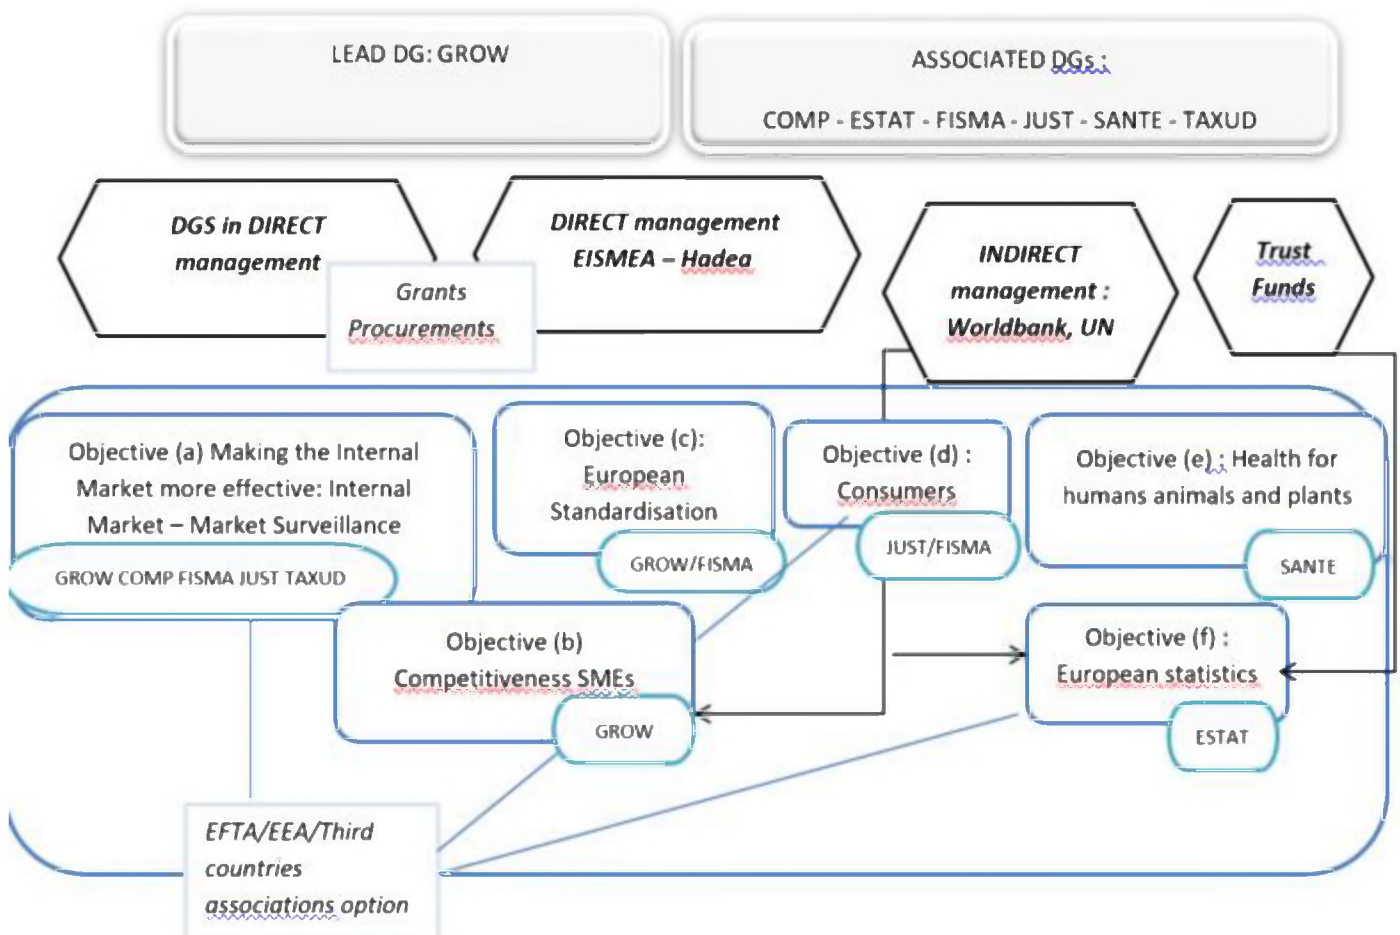 LEAD DG: GROW
ASSOCIATED DGs :
COMP - ESTAT - FISMA - JUST - SANTE - TAXUD
DGS in DIRECT
management
DIRECT management
EISMEA – Hadea
Grants
Procurements
INDIRECT
management :
Worldbank, UN
Trust
Funds
Objective (a) Making the Internal
Market more effective: Internal
Market – Market Surveillance
GROW COMP FISMA JUST TAXUD
Objective (c):
European
Standardisation
GROW/FISMA
Objective (d) :
Consumers
JUST/FISMA
Objective (e) : Health for
humans animals and plants
SANTE
Objective (b)
Competitiveness SMEs
GROW
Objective (f) :
European statistics
ESTAT
EFTA/EEA/Third
countries
associations option